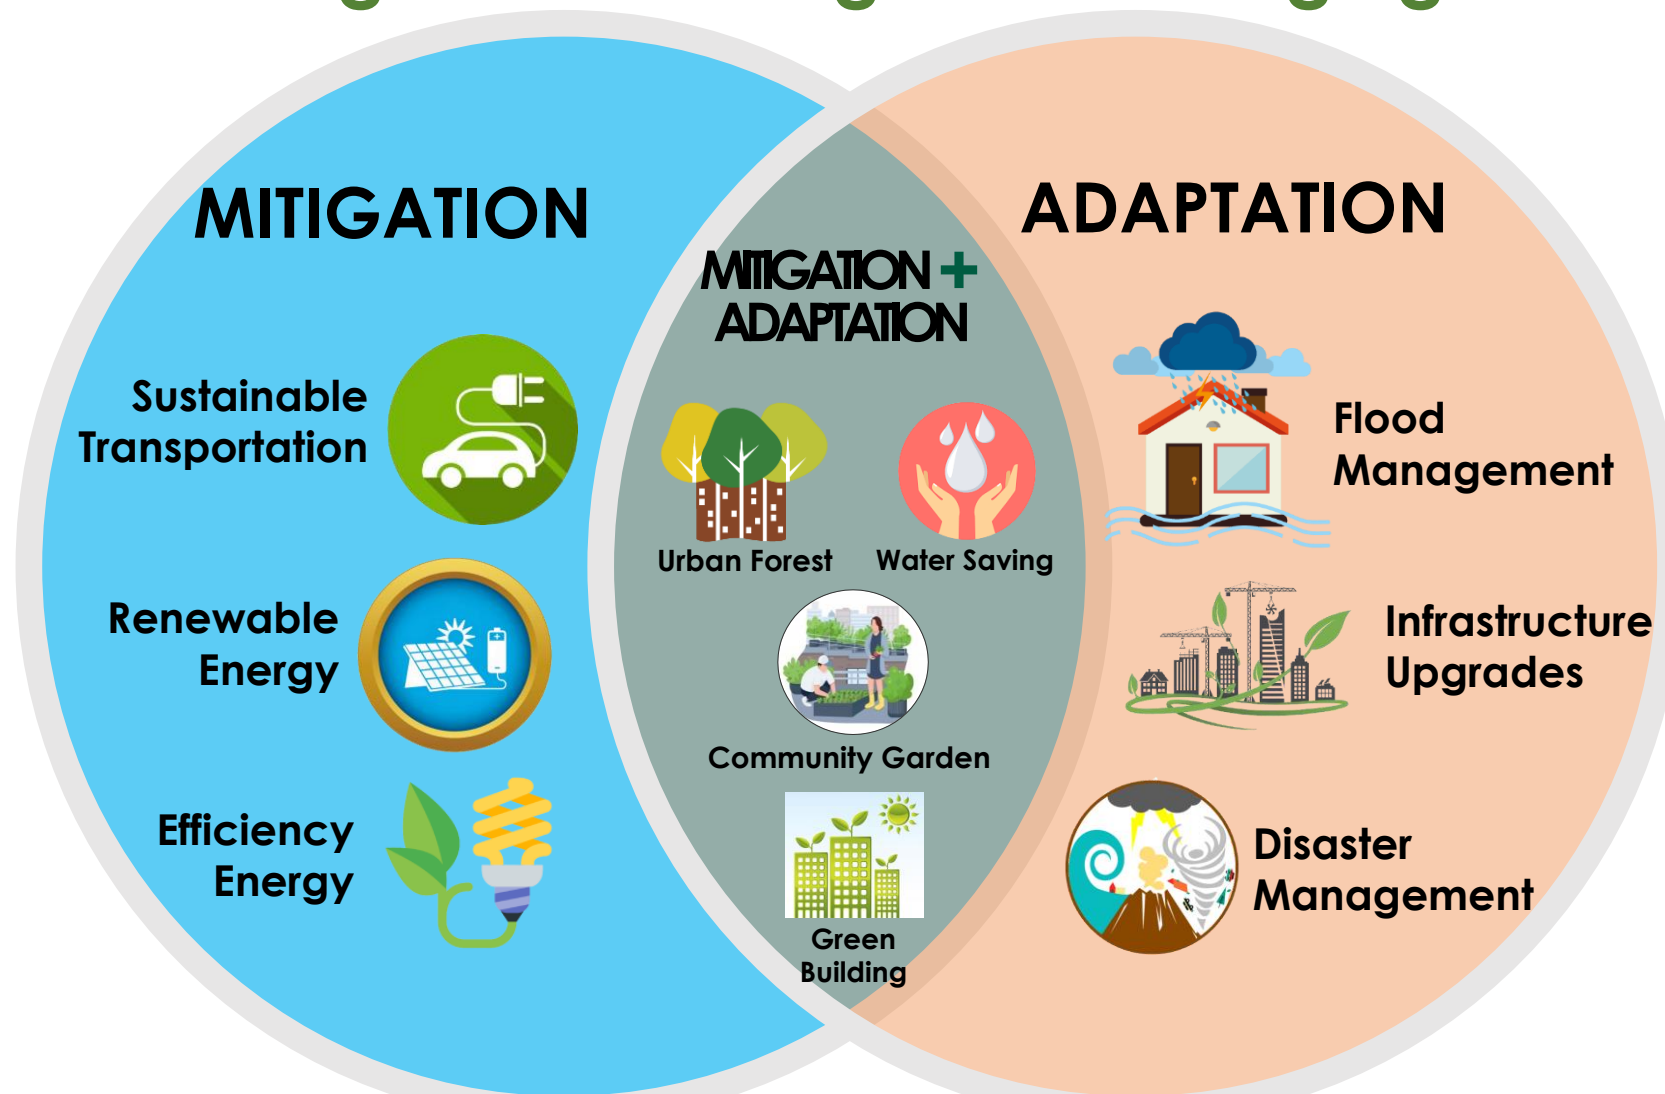 MITIGATION
Sustainable
Transportation
Renewable
Energy
Efficiency
Energy
MITIGATION +
ADAPTATION
Urban Forest
Water Saving
Community Garden
Green
Building
ADAPTATION
Flood
Management
Infrastructure
Upgrades
Disaster
Management